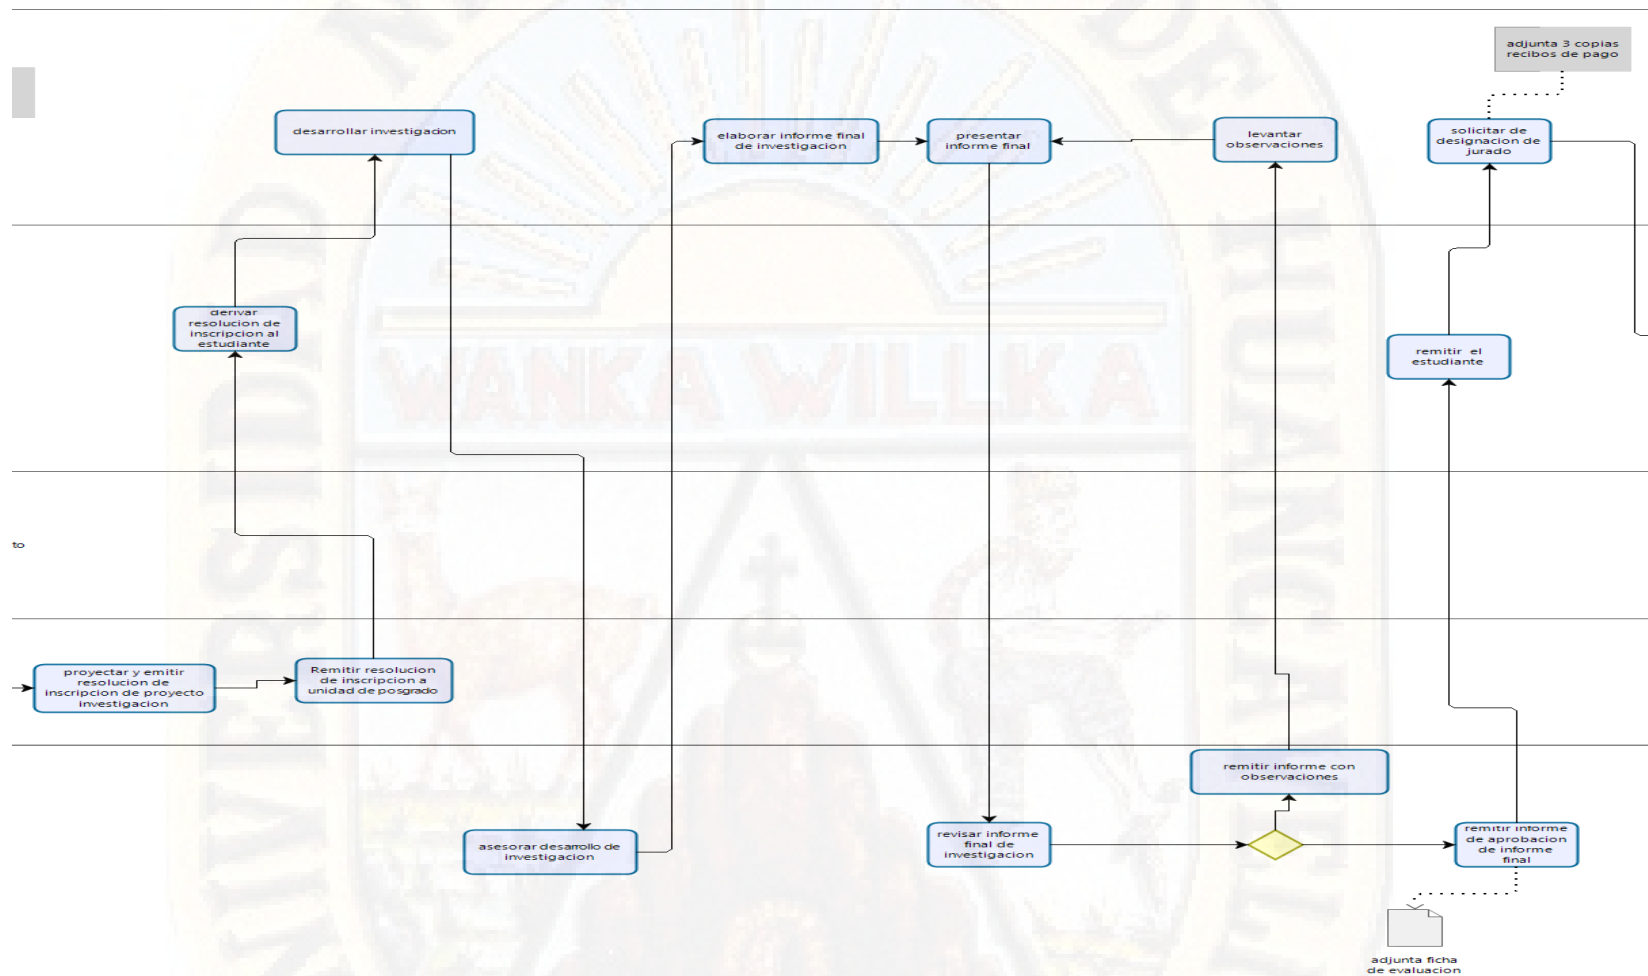 adjunta 3 copias
recibos de pago
desarrollar investigacion
elaborar informe final
de investigacion
presentar
informe final
levantar
observaciones
solicitar de
designacion de
jurado
derivar
resolucion de
inscripcion al
estudiante
remitir el
estudiante
WANKA WILLKA
to
proyectar y emitir
resolucion de
inscripcion de proyecto
investigacion
Remitir resolucion
de inscripcion a
unidad de posgrado
remitir informe con
observaciones
asesorar desarrollo de
investigacion
revisar informe
final de
investigacion
remitir informe
de aprobacion
de informe
final
adjunta ficha
de evaluacion
UNIVERSIDAD
N
DE
HUANCAVELI